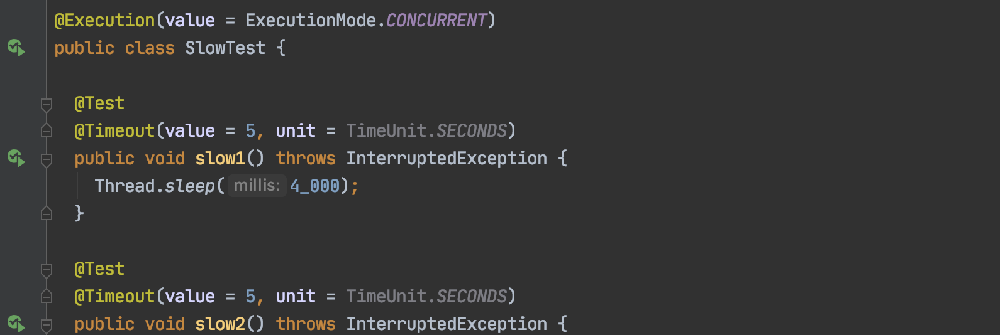 @Execution(value = ExecutionMode.CONCURRENT)
public class SlowTest {
@Test
@Timeout(value = 5, unit = TimeUnit.SECONDS)
public void slow1() throws InterruptedException {
Thread.sleep( millis: 4_000);
}
@Test
@Timeout(value = 5, unit = TimeUnit.SECONDS)
public void slow2() throws InterruptedException {